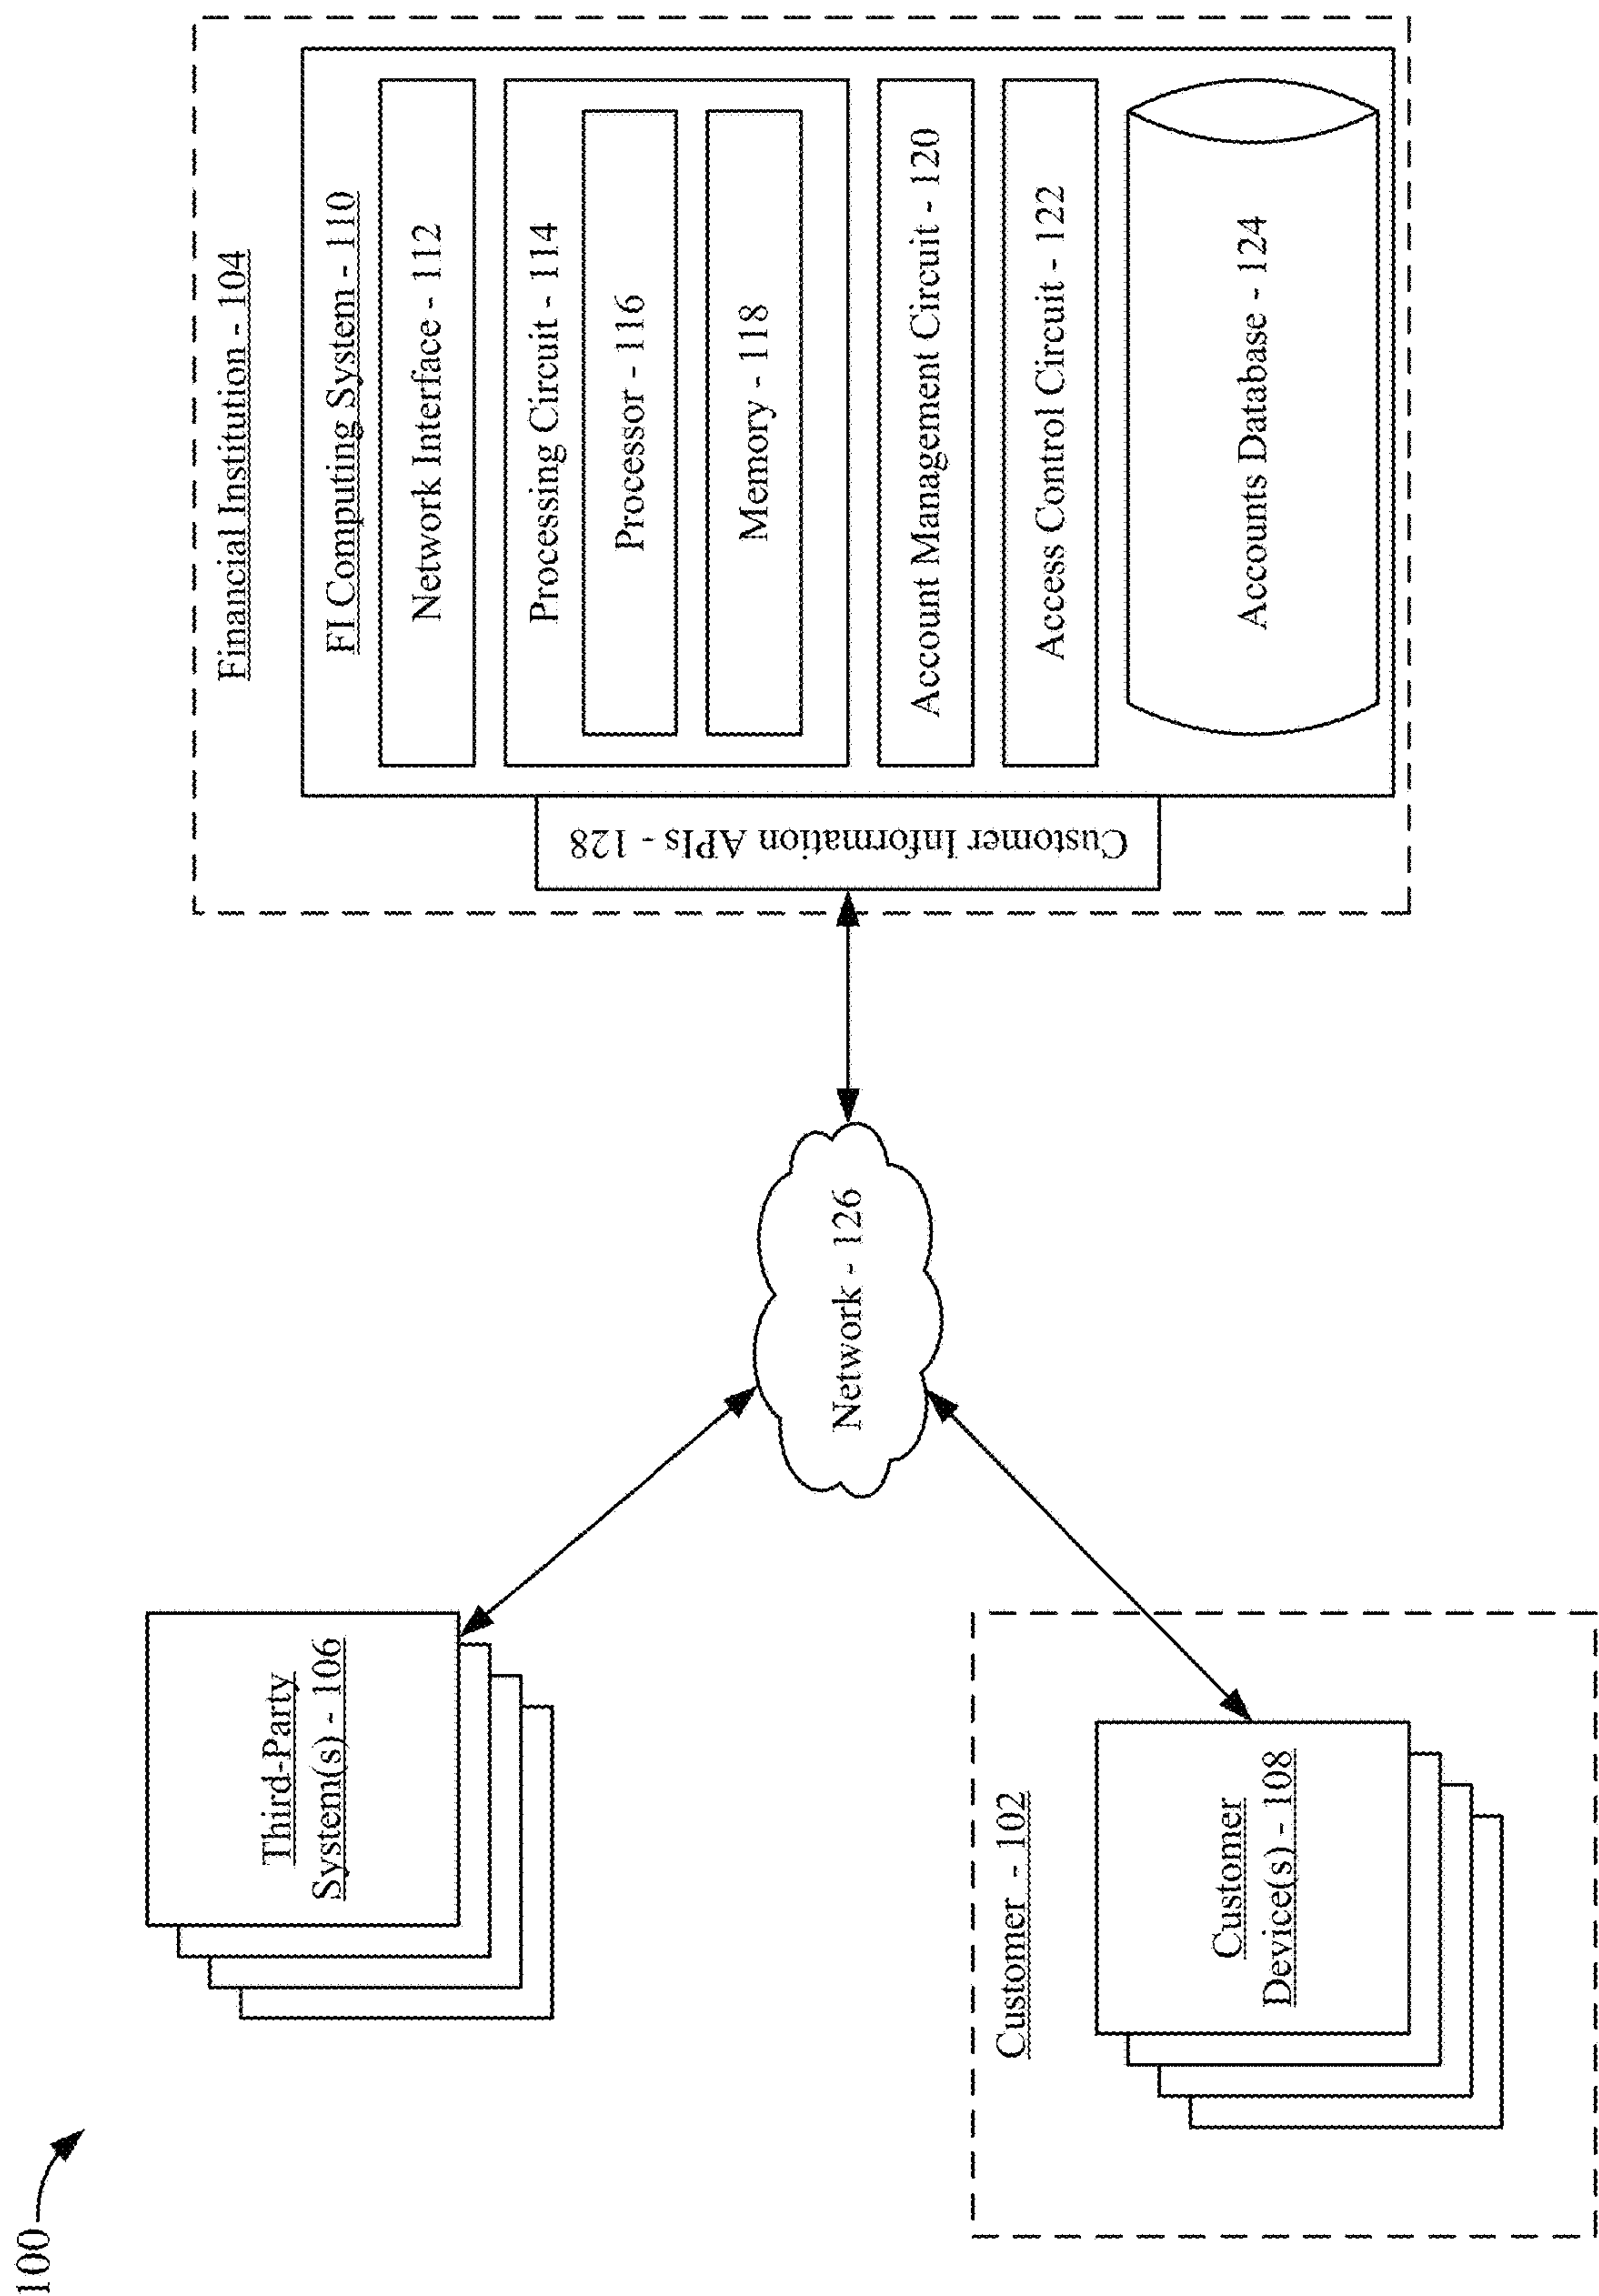 100
Third-Party
System(s) - 106
Customer - 102
Customer
Device(s) - 108
Network - 126
Financial Institution - 104
Customer Information APIs - 128
FI Computing System - 110
Network Interface - 112
Processing Circuit - 114
Processor - 116
Memory - 118
Account Management Circuit - 120
Access Control Circuit - 122
Accounts Database - 124